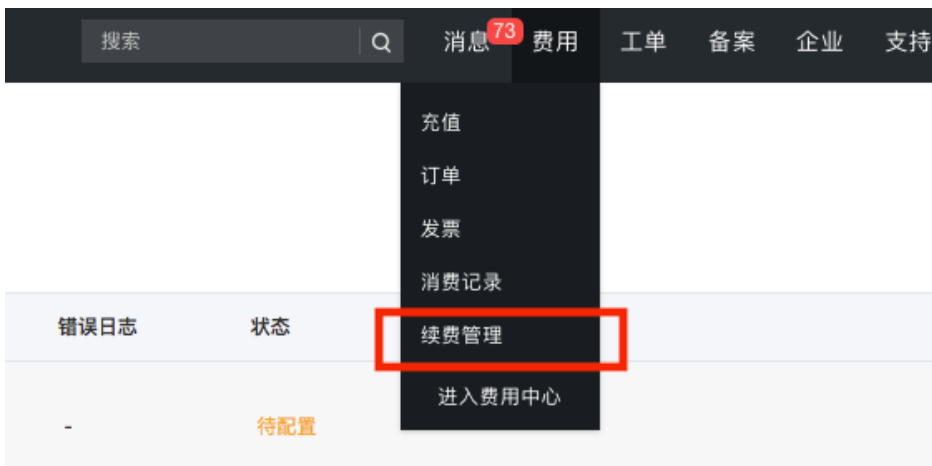 搜索 消息 73 费用 工单 备案 企业 支持
充值
订单
发票
消费记录
错误日志 状态
续费管理
进入费用中心
- 待配置